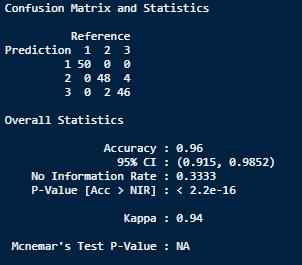 Confusion Matrix and Statistics
Reference
Prediction 1 2 3
1 50 0 0
2 0 48 4
3 0 2 46
Overall Statistics
Accuracy : 0.96
95% CI : (0.915, 0.9852)
No Information Rate : 0.3333
P-Value [Acc > NIR] : < 2.2e-16
Kappa : 0.94
Mcnemar's Test P-Value : NA